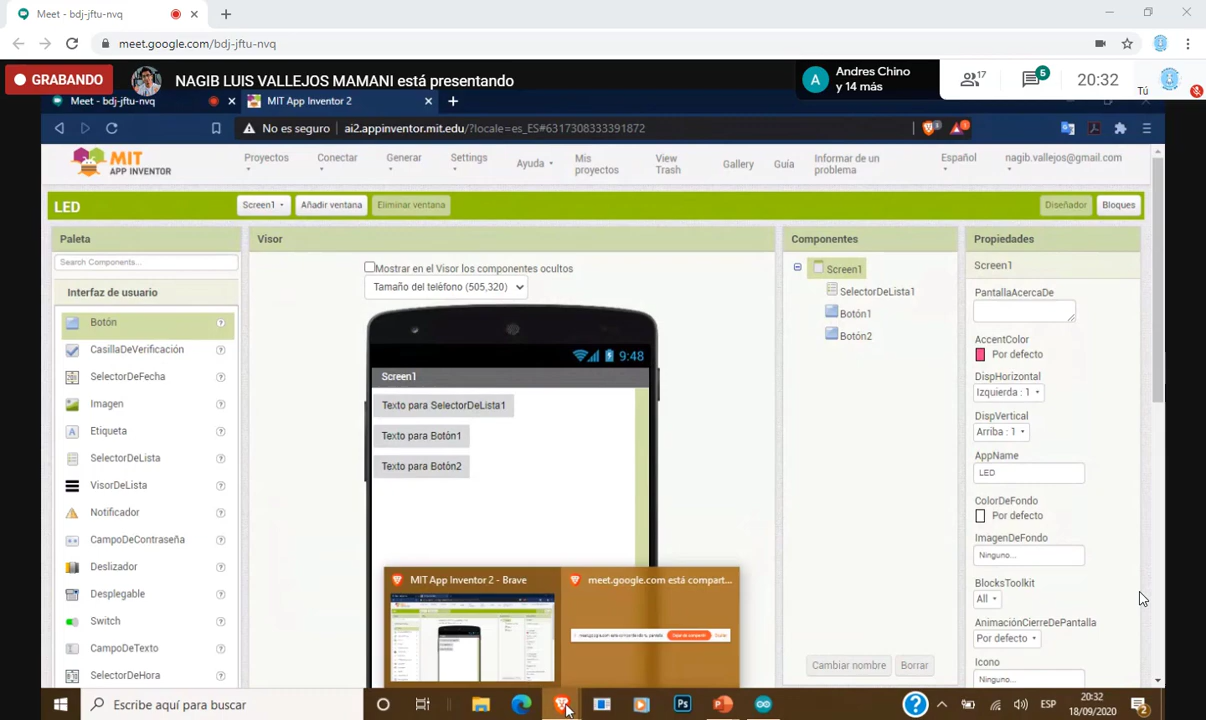 Meet - bdj-jftu-nvq
meet.google.com/bdj-jftu-nvq
GRABANDO
NAGIB LUIS VALLEJOS MAMANI está presentando
A
Andres Chino
y 14 más
17
5
20:32
Tú
Meet - bdj-jftu-nvq
MIT App Inventor 2
No es seguro
ai2.appinventor.mit.edu/?locale=es_ES#6317308333391872
MIT
APP INVENTOR
Proyectos
Conectar
Generar
Settings
Ayuda
Mis
proyectos
View
Trash
Gallery
Guía
Informar de un
problema
Español
nagib.vallejos@gmail.com
LED
Screen1
Añadir ventana
Eliminar ventana
Diseñador
Bloques
Paleta
Search Components...
Interfaz de usuario
Botón
CasillaDeVerificación
SelectorDeFecha
Imagen
Etiqueta
SelectorDeLista
VisorDeLista
Notificador
CampoDeContraseña
Deslizador
Desplegable
Switch
CampoDeTexto
SelectorDeHora
Visor
Mostrar en el Visor los componentes ocultos
Tamaño del teléfono (505,320)
9:48
Screen1
Texto para SelectorDeLista1
Texto para Botón1
Texto para Botón2
MIT App Inventor 2 - Brave
meet.google.com está compart...
Componentes
Screen1
SelectorDeLista1
Botón1
Botón2
Cambiar nombre
Borrar
Propiedades
Screen1
PantallaAcercaDe
AccentColor
Por defecto
DispHorizontal
Izquierda : 1
DispVertical
Arriba : 1
AppName
LED
ColorDeFondo
Por defecto
ImagenDeFondo
Ninguno...
BlocksToolkit
All
AnimaciónCierreDePantalla
Por defecto
Icono
Ninguno...
Escribe aquí para buscar
Ps
ESP
20:32
18/09/2020
2